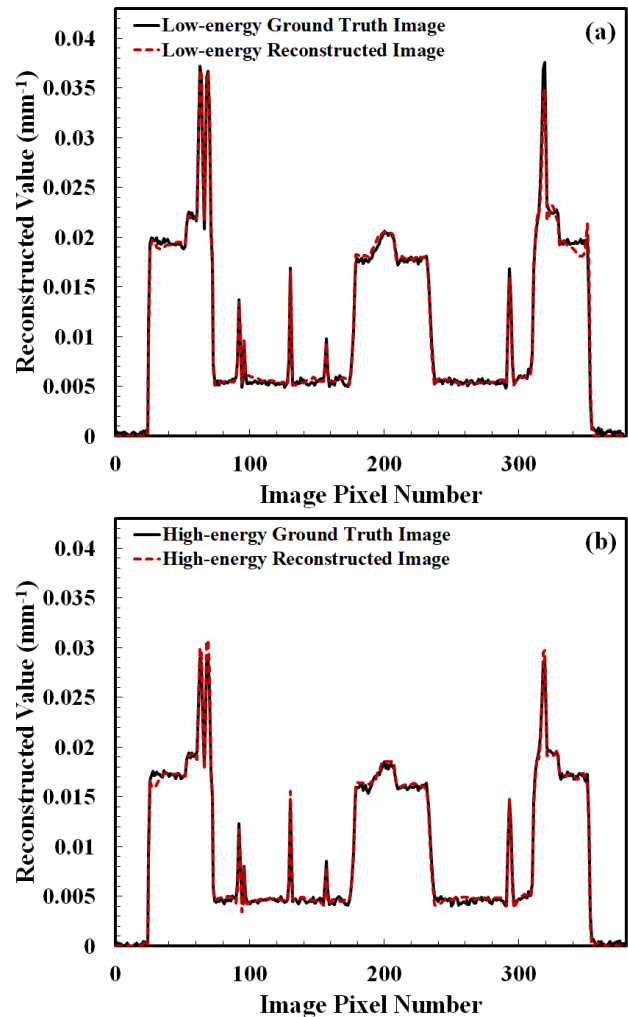 Low-energy Ground Truth Image
Low-energy Reconstructed Image
(a)
Reconstructed Value (mm⁻¹)
0.04
0.035
0.03
0.025
0.02
0.015
0.01
0.005
0
0 100 200 300
Image Pixel Number
High-energy Ground Truth Image
High-energy Reconstructed Image
(b)
Reconstructed Value (mm⁻¹)
0.04
0.035
0.03
0.025
0.02
0.015
0.01
0.005
0
0 100 200 300
Image Pixel Number